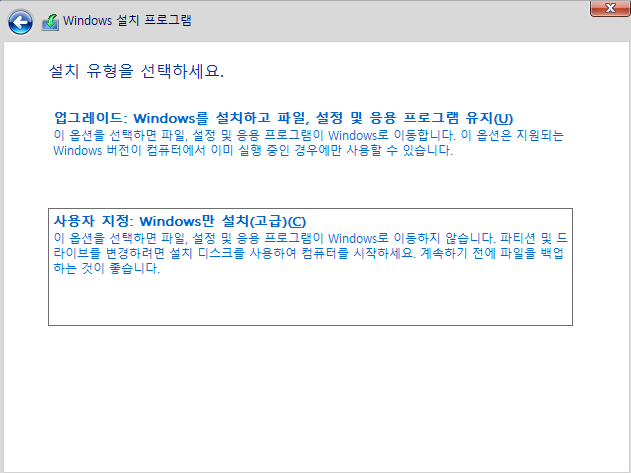 Windows 설치 프로그램
설치 유형을 선택하세요.
업그레이드: Windows를 설치하고 파일, 설정 및 응용 프로그램 유지(U)
이 옵션을 선택하면 파일, 설정 및 응용 프로그램이 Windows로 이동합니다. 이 옵션은 지원되는
Windows 버전이 컴퓨터에서 이미 실행 중인 경우에만 사용할 수 있습니다.
사용자 지정: Windows만 설치(고급)(C)
이 옵션을 선택하면 파일, 설정 및 응용 프로그램이 Windows로 이동하지 않습니다. 파티션 및 드
라이브를 변경하려면 설치 디스크를 사용하여 컴퓨터를 시작하세요. 계속하기 전에 파일을 백업
하는 것이 좋습니다.